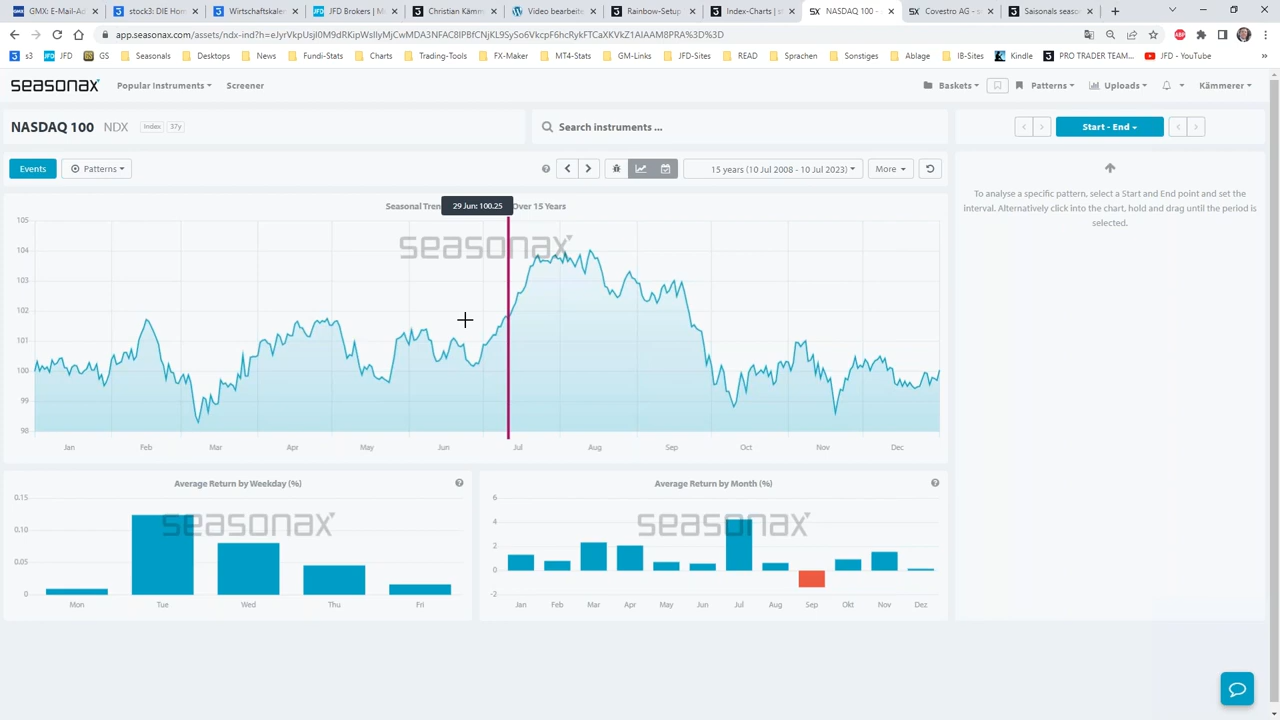 GMX: E-Mail-Ad
stock3: DIE Hom
Wirtschaftskalen
JFD Brokers | M
Christian Kämm
Video bearbeite
Rainbow-Setup
Index-Charts | st
NASDAQ 100 -
Covestro AG - s
Saisonals seaso
app.seasonax.com/assets/ndx-ind?h=
s3 JFD GS Seasonals Desktops News Fundi-Stats Charts Trading-Tools FX-Maker MT4-Stats GM-Links JFD-Sites READ Sprachen Sonstiges Ablage IB-Sites Kindle PRO TRADER TEAM... JFD - YouTube »
seasonax Popular Instruments Screener Baskets Patterns Uploads Kämmerer
NASDAQ 100 NDX Index 37y Search instruments ... Start - End
Events Patterns 15 years (10 Jul 2008 - 10 Jul 2023) More
To analyse a specific pattern, select a Start and End point and set the
interval. Alternatively click into the chart, hold and drag until the period is
selected.
Seasonal Tren 29 Jun: 100.25 Over 15 Years
seasonax
105
104
103
102
101
100
99
98
Jan Feb Mar Apr May Jun Jul Aug Sep Oct Nov Dec
Average Return by Weekday (%)
seasonax
0.15
0.10
0.05
0
Mon Tue Wed Thu Fri
Average Return by Month (%)
seasonax
6
4
2
0
-2
Jan Feb Mar Apr May Jun Jul Aug Sep Okt Nov Dez